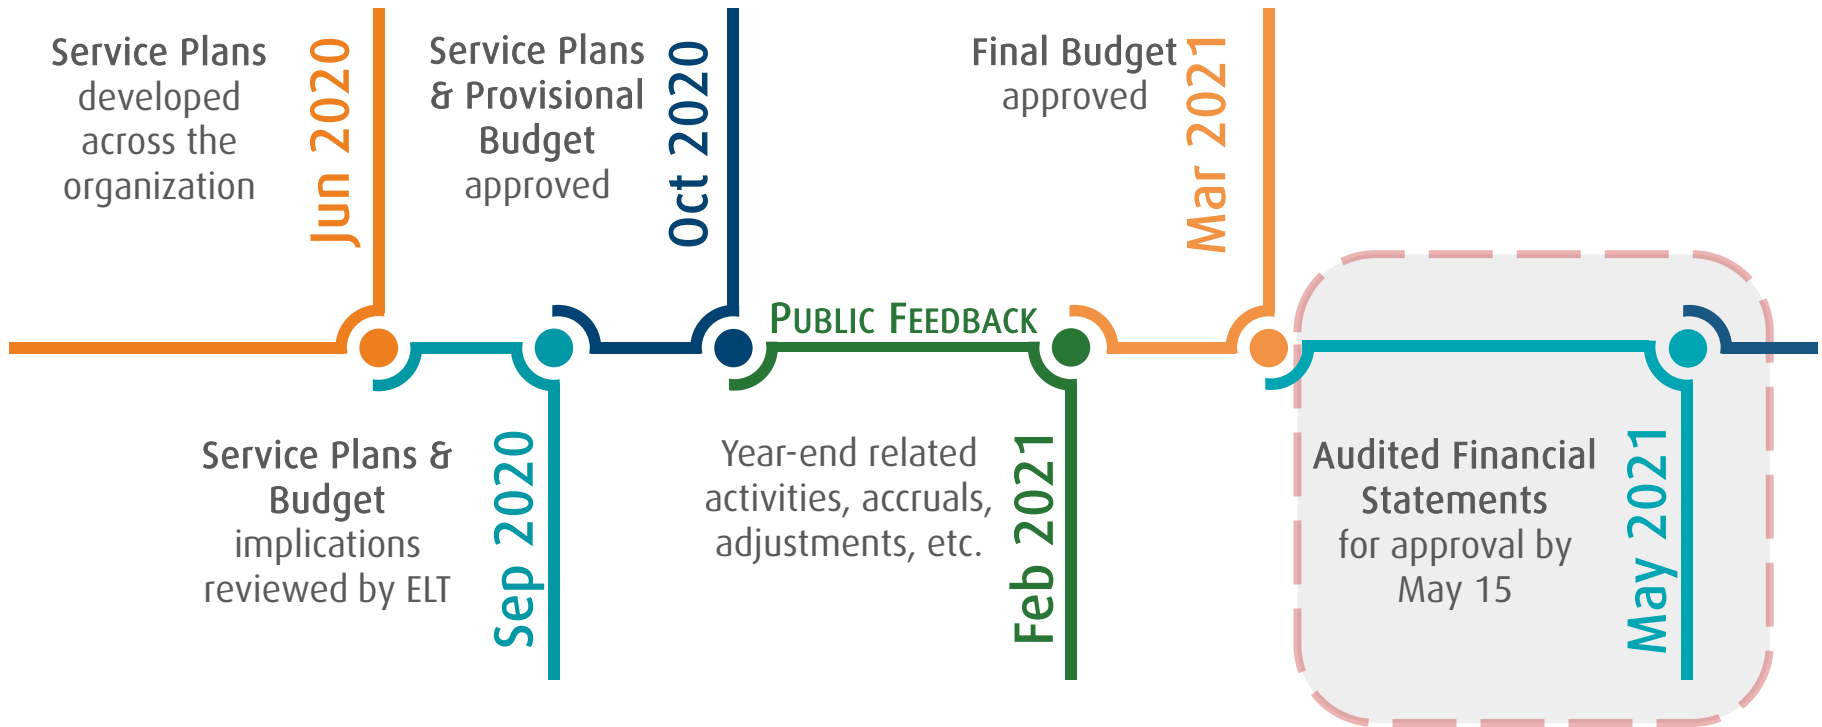 Service Plans
developed
across the
organization
Jun 2020
Service Plans
& Provisional
Budget
approved
Oct 2020
Final Budget
approved
Mar 2021
PUBLIC FEEDBACK
Service Plans &
Budget
implications
reviewed by ELT
Sep 2020
Year-end related
activities, accruals,
adjustments, etc.
Feb 2021
Audited Financial
Statements
for approval by
May 15
May 2021